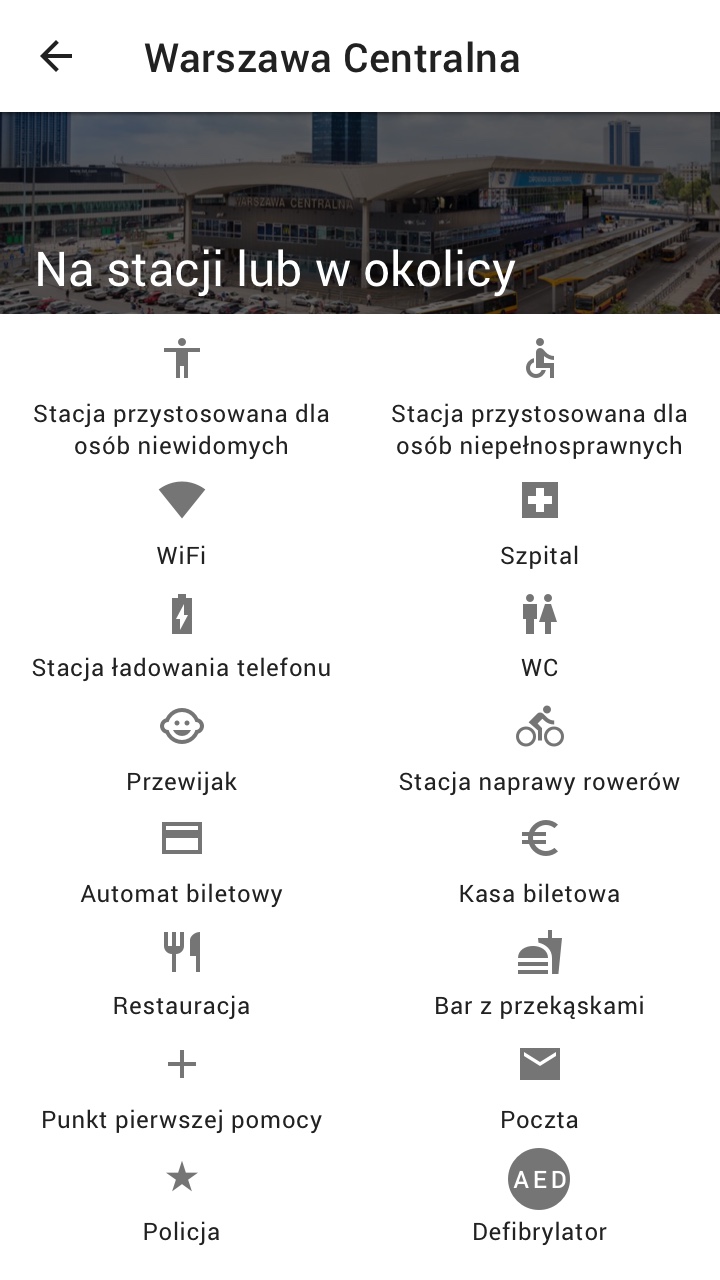 Warszawa Centralna
WARSZAWA CENTRALNA
Na stacji lub w okolicy
Stacja przystosowana dla
osób niewidomych
Stacja przystosowana dla
osób niepełnosprawnych
WiFi
Szpital
Stacja ładowania telefonu
WC
Przewijak
Stacja naprawy rowerów
Automat biletowy
Kasa biletowa
Restauracja
Bar z przekąskami
Punkt pierwszej pomocy
Poczta
Policja
AED
Defibrylator